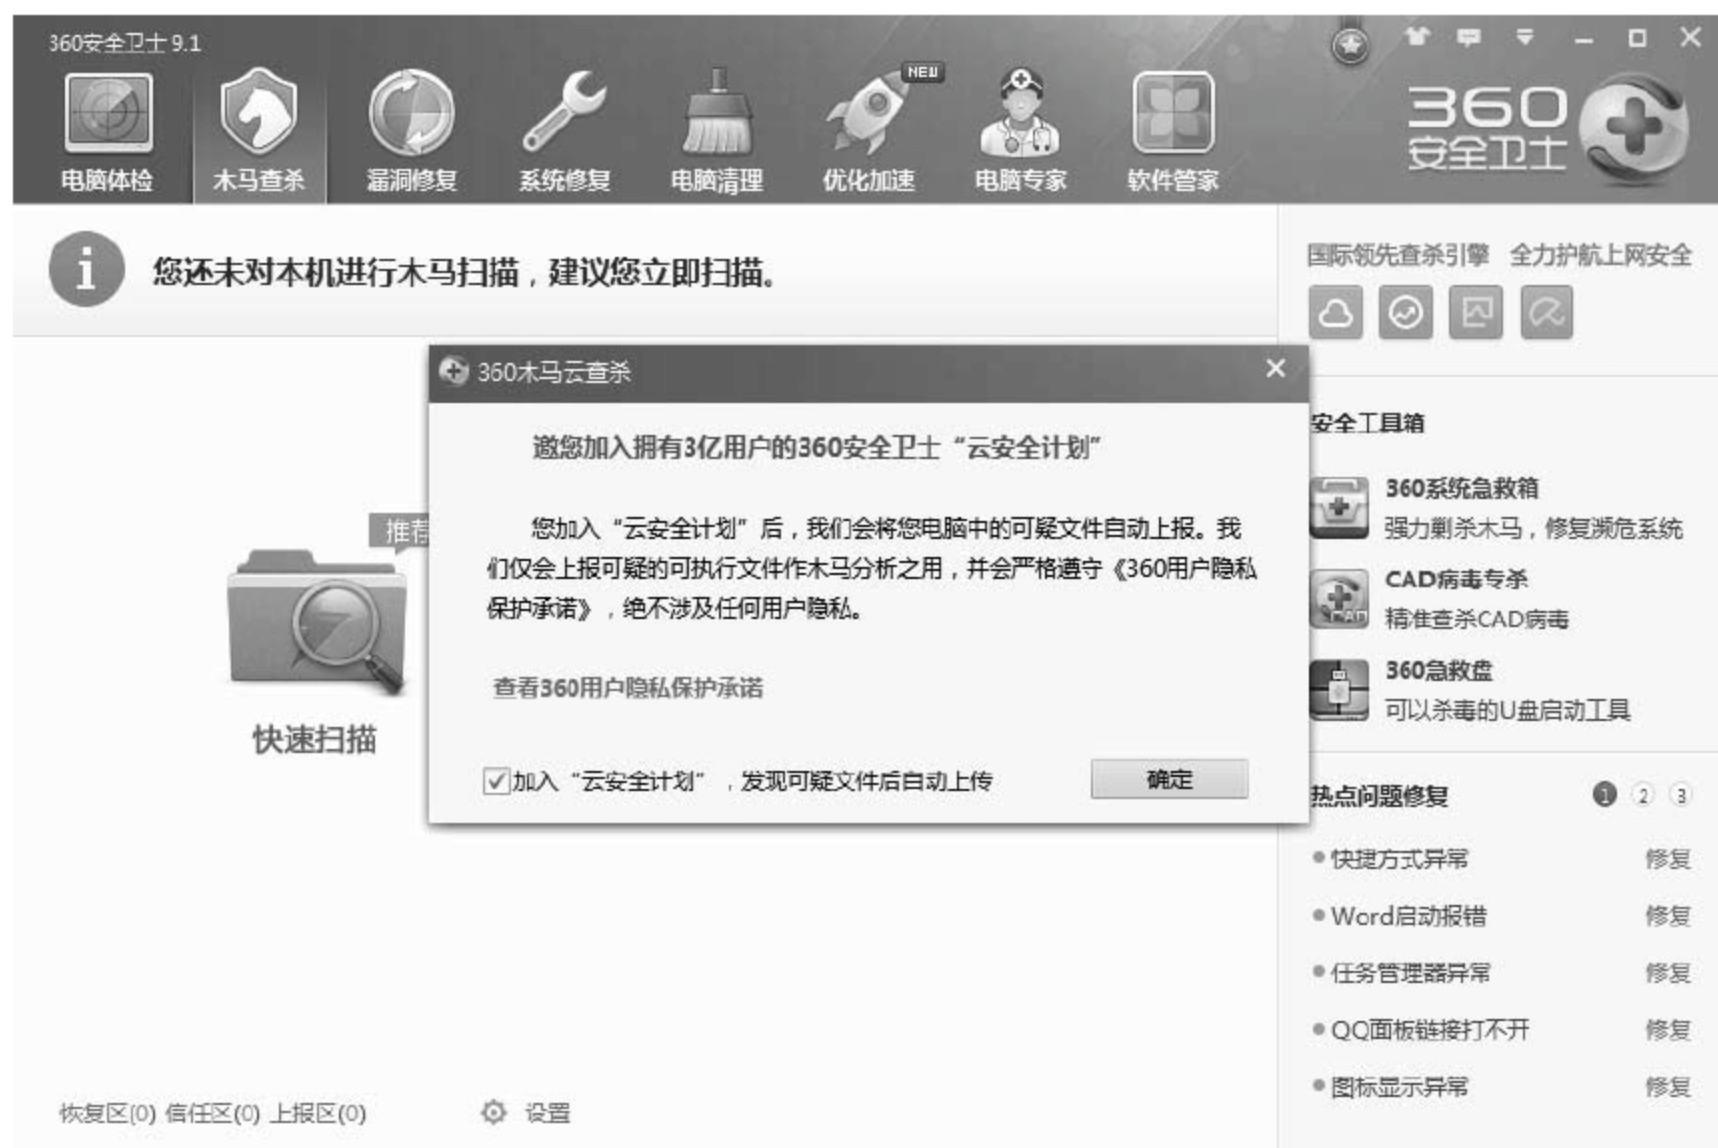 360安全卫士 9.1
NEW
电脑体检 木马查杀 漏洞修复 系统修复 电脑清理 优化加速 电脑专家 软件管家
360
安全卫士
您还未对本机进行木马扫描，建议您立即扫描。
国际领先查杀引擎 全力护航上网安全
360木马云查杀
邀您加入拥有3亿用户的360安全卫士“云安全计划”
您加入“云安全计划”后，我们会将您电脑中的可疑文件自动上报。我
们仅会上报可疑的可执行文件作木马分析之用，并会严格遵守《360用户隐私
保护承诺》，绝不涉及任何用户隐私。
查看360用户隐私保护承诺
加入“云安全计划”，发现可疑文件后自动上传
确定
推荐
快速扫描
安全工具箱
360系统急救箱
强力剿杀木马，修复濒危系统
CAD病毒专杀
精准查杀CAD病毒
CAD
360急救盘
可以杀毒的U盘启动工具
热点问题修复 1 2 3
快捷方式异常 修复
Word启动报错 修复
任务管理器异常 修复
QQ面板链接打不开 修复
图标显示异常 修复
恢复区(0) 信任区(0) 上报区(0) 设置